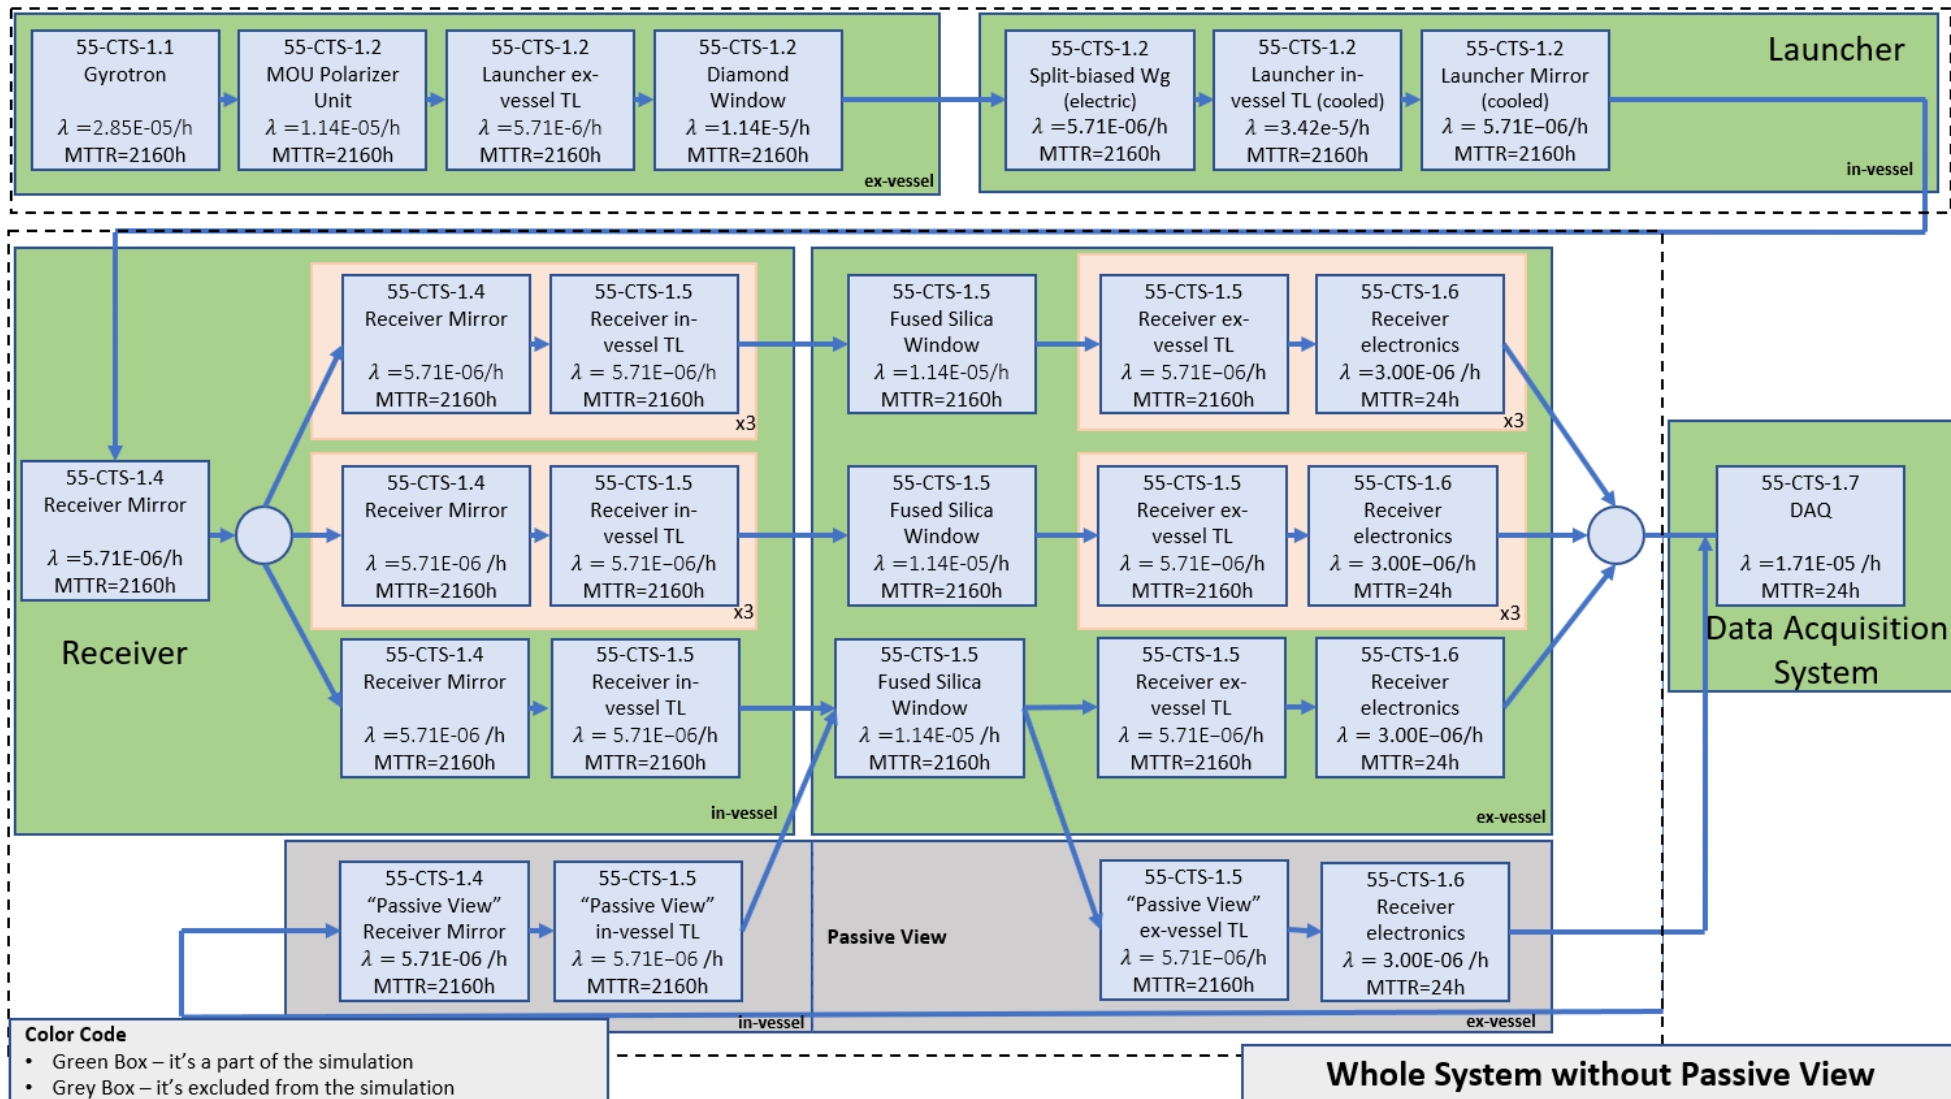 55-CTS-1.1
Gyrotron
λ =2.85E-05/h
MTTR=2160h
55-CTS-1.2
MOU Polarizer
Unit
λ =1.14E-05/h
MTTR=2160h
55-CTS-1.2
Launcher ex-
vessel TL
λ =5.71E-6/h
MTTR=2160h
55-CTS-1.2
Diamond
Window
λ =1.14E-5/h
MTTR=2160h
ex-vessel
55-CTS-1.2
Split-biased Wg
(electric)
λ =5.71E-06/h
MTTR=2160h
55-CTS-1.2
Launcher in-
vessel TL (cooled)
λ =3.42e-5/h
MTTR=2160h
55-CTS-1.2
Launcher Mirror
(cooled)
λ = 5.71E−06/h
MTTR=2160h
Launcher
in-vessel
55-CTS-1.4
Receiver Mirror
λ =5.71E-06/h
MTTR=2160h
Receiver
55-CTS-1.4
Receiver Mirror
λ =5.71E-06/h
MTTR=2160h
55-CTS-1.5
Receiver in-
vessel TL
λ = 5.71E−06/h
MTTR=2160h
x3
55-CTS-1.5
Fused Silica
Window
λ =1.14E-05/h
MTTR=2160h
55-CTS-1.5
Receiver ex-
vessel TL
λ = 5.71E−06/h
MTTR=2160h
55-CTS-1.6
Receiver
electronics
λ =3.00E-06 /h
MTTR=24h
x3
55-CTS-1.4
Receiver Mirror
λ =5.71E-06 /h
MTTR=2160h
55-CTS-1.5
Receiver in-
vessel TL
λ = 5.71E−06/h
MTTR=2160h
x3
55-CTS-1.5
Fused Silica
Window
λ =1.14E-05/h
MTTR=2160h
55-CTS-1.5
Receiver ex-
vessel TL
λ = 5.71E−06/h
MTTR=2160h
55-CTS-1.6
Receiver
electronics
λ = 3.00E−06/h
MTTR=24h
x3
55-CTS-1.4
Receiver Mirror
λ =5.71E-06 /h
MTTR=2160h
55-CTS-1.5
Receiver in-
vessel TL
λ = 5.71E−06/h
MTTR=2160h
in-vessel
55-CTS-1.5
Fused Silica
Window
λ =1.14E-05 /h
MTTR=2160h
55-CTS-1.5
Receiver ex-
vessel TL
λ = 5.71E−06/h
MTTR=2160h
55-CTS-1.6
Receiver
electronics
λ = 3.00E−06/h
MTTR=24h
ex-vessel
55-CTS-1.7
DAQ
λ =1.71E-05 /h
MTTR=24h
Data Acquisition
System
55-CTS-1.4
“Passive View”
Receiver Mirror
λ = 5.71E-06 /h
MTTR=2160h
55-CTS-1.5
“Passive View”
in-vessel TL
λ = 5.71E−06 /h
MTTR=2160h
in-vessel
Passive View
55-CTS-1.5
“Passive View”
ex-vessel TL
λ = 5.71E−06/h
MTTR=2160h
55-CTS-1.6
Receiver
electronics
λ = 3.00E-06 /h
MTTR=24h
ex-vessel
Color Code
• Green Box – it’s a part of the simulation
• Grey Box – it’s excluded from the simulation
Whole System without Passive View